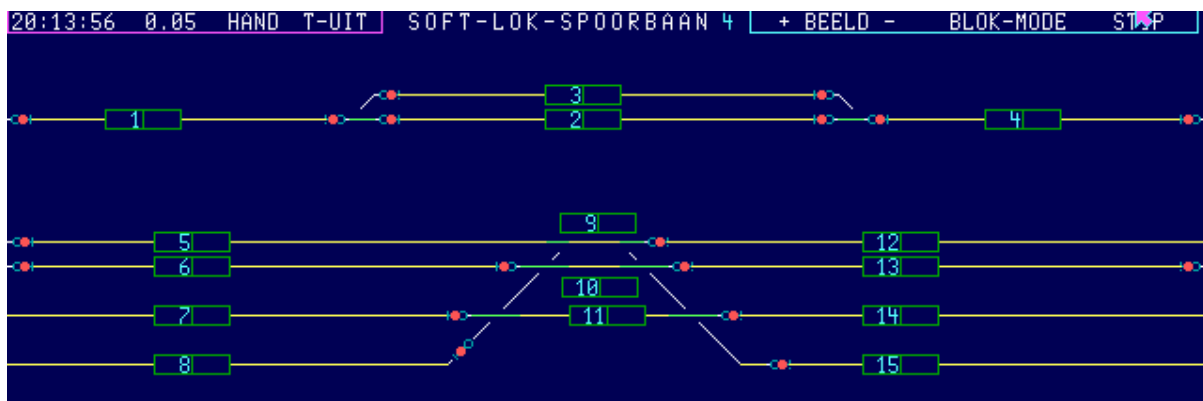 20:13:56 0.05 HAND T-UIT SOFT-LOK-SPOORBAAN 4 + BEELD - BLOK-MODE STOP
3
1 2 4
9
5 12
6 13
10
7 11 14
8 15